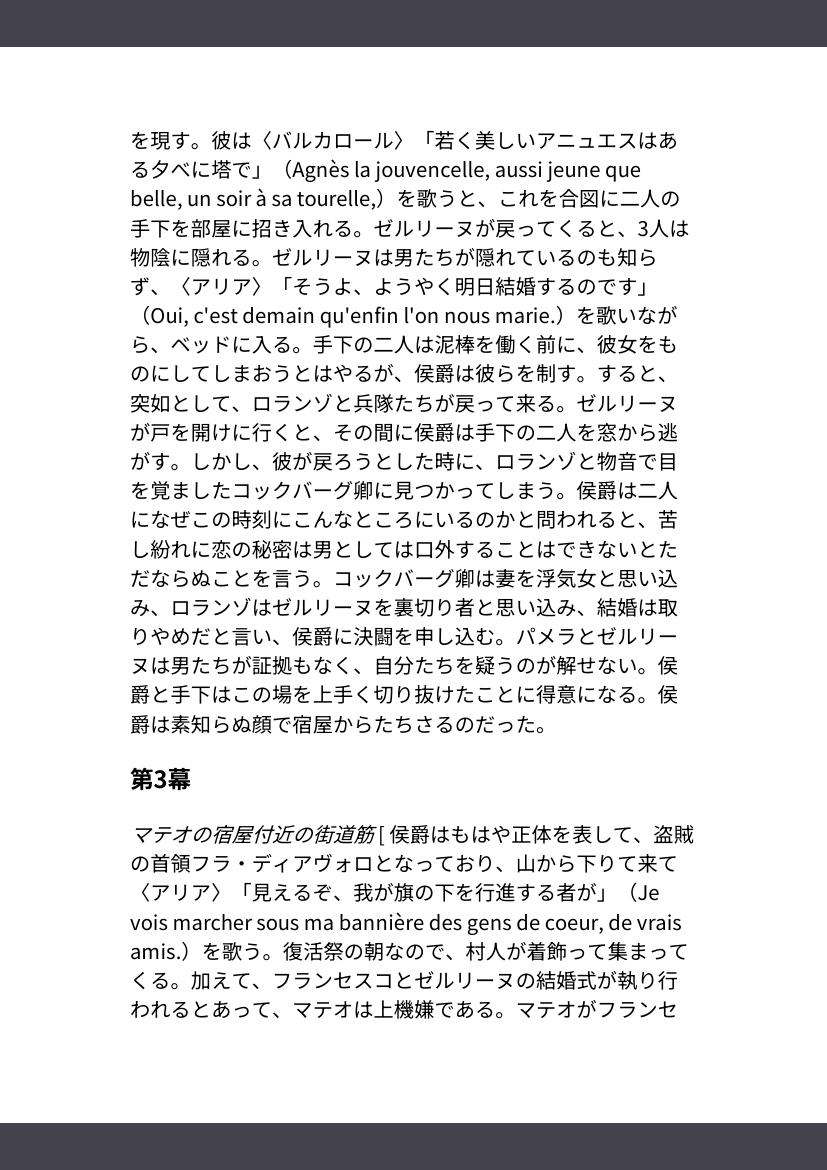 を現す。彼は〈バルカロール〉「若く美しいアニュエスはあ
る夕べに塔で」（Agnès la jouvencelle, aussi jeune que
belle, un soir à sa tourelle,）を歌うと、これを合図に二人の
手下を部屋に招き入れる。ゼルリーヌが戻ってくると、3人は
物陰に隠れる。ゼルリーヌは男たちが隠れているのも知ら
ず、〈アリア〉「そうよ、ようやく明日結婚するのです」
（Oui, c'est demain qu'enfin l'on nous marie.）を歌いなが
ら、ベッドに入る。手下の二人は泥棒を働く前に、彼女をも
のにしてしまおうとはやるが、侯爵は彼らを制す。すると、
突如として、ロランゾと兵隊たちが戻って来る。ゼルリーヌ
が戸を開けに行くと、その間に侯爵は手下の二人を窓から逃
がす。しかし、彼が戻ろうとした時に、ロランゾと物音で目
を覚ましたコックバーグ卿に見つかってしまう。侯爵は二人
になぜこの時刻にこんなところにいるのかと問われると、苦
し紛れに恋の秘密は男としては口外することはできないとた
だならぬことを言う。コックバーグ卿は妻を浮気女と思い込
み、ロランゾはゼルリーヌを裏切り者と思い込み、結婚は取
りやめだと言い、侯爵に決闘を申し込む。パメラとゼルリー
ヌは男たちが証拠もなく、自分たちを疑うのが解せない。侯
爵と手下はこの場を上手く切り抜けたことに得意になる。侯
爵は素知らぬ顔で宿屋からたちさるのだった。
第3幕
マテオの宿屋付近の街道筋 [ 侯爵はもはや正体を表して、盗賊
の首領フラ・ディアヴォロとなっており、山から下りて来て
〈アリア〉「見えるぞ、我が旗の下を行進する者が」（Je
vois marcher sous ma bannière des gens de coeur, de vrais
amis.）を歌う。復活祭の朝なので、村人が着飾って集まって
くる。加えて、フランセスコとゼルリーヌの結婚式が執り行
われるとあって、マテオは上機嫌である。マテオがフランセ